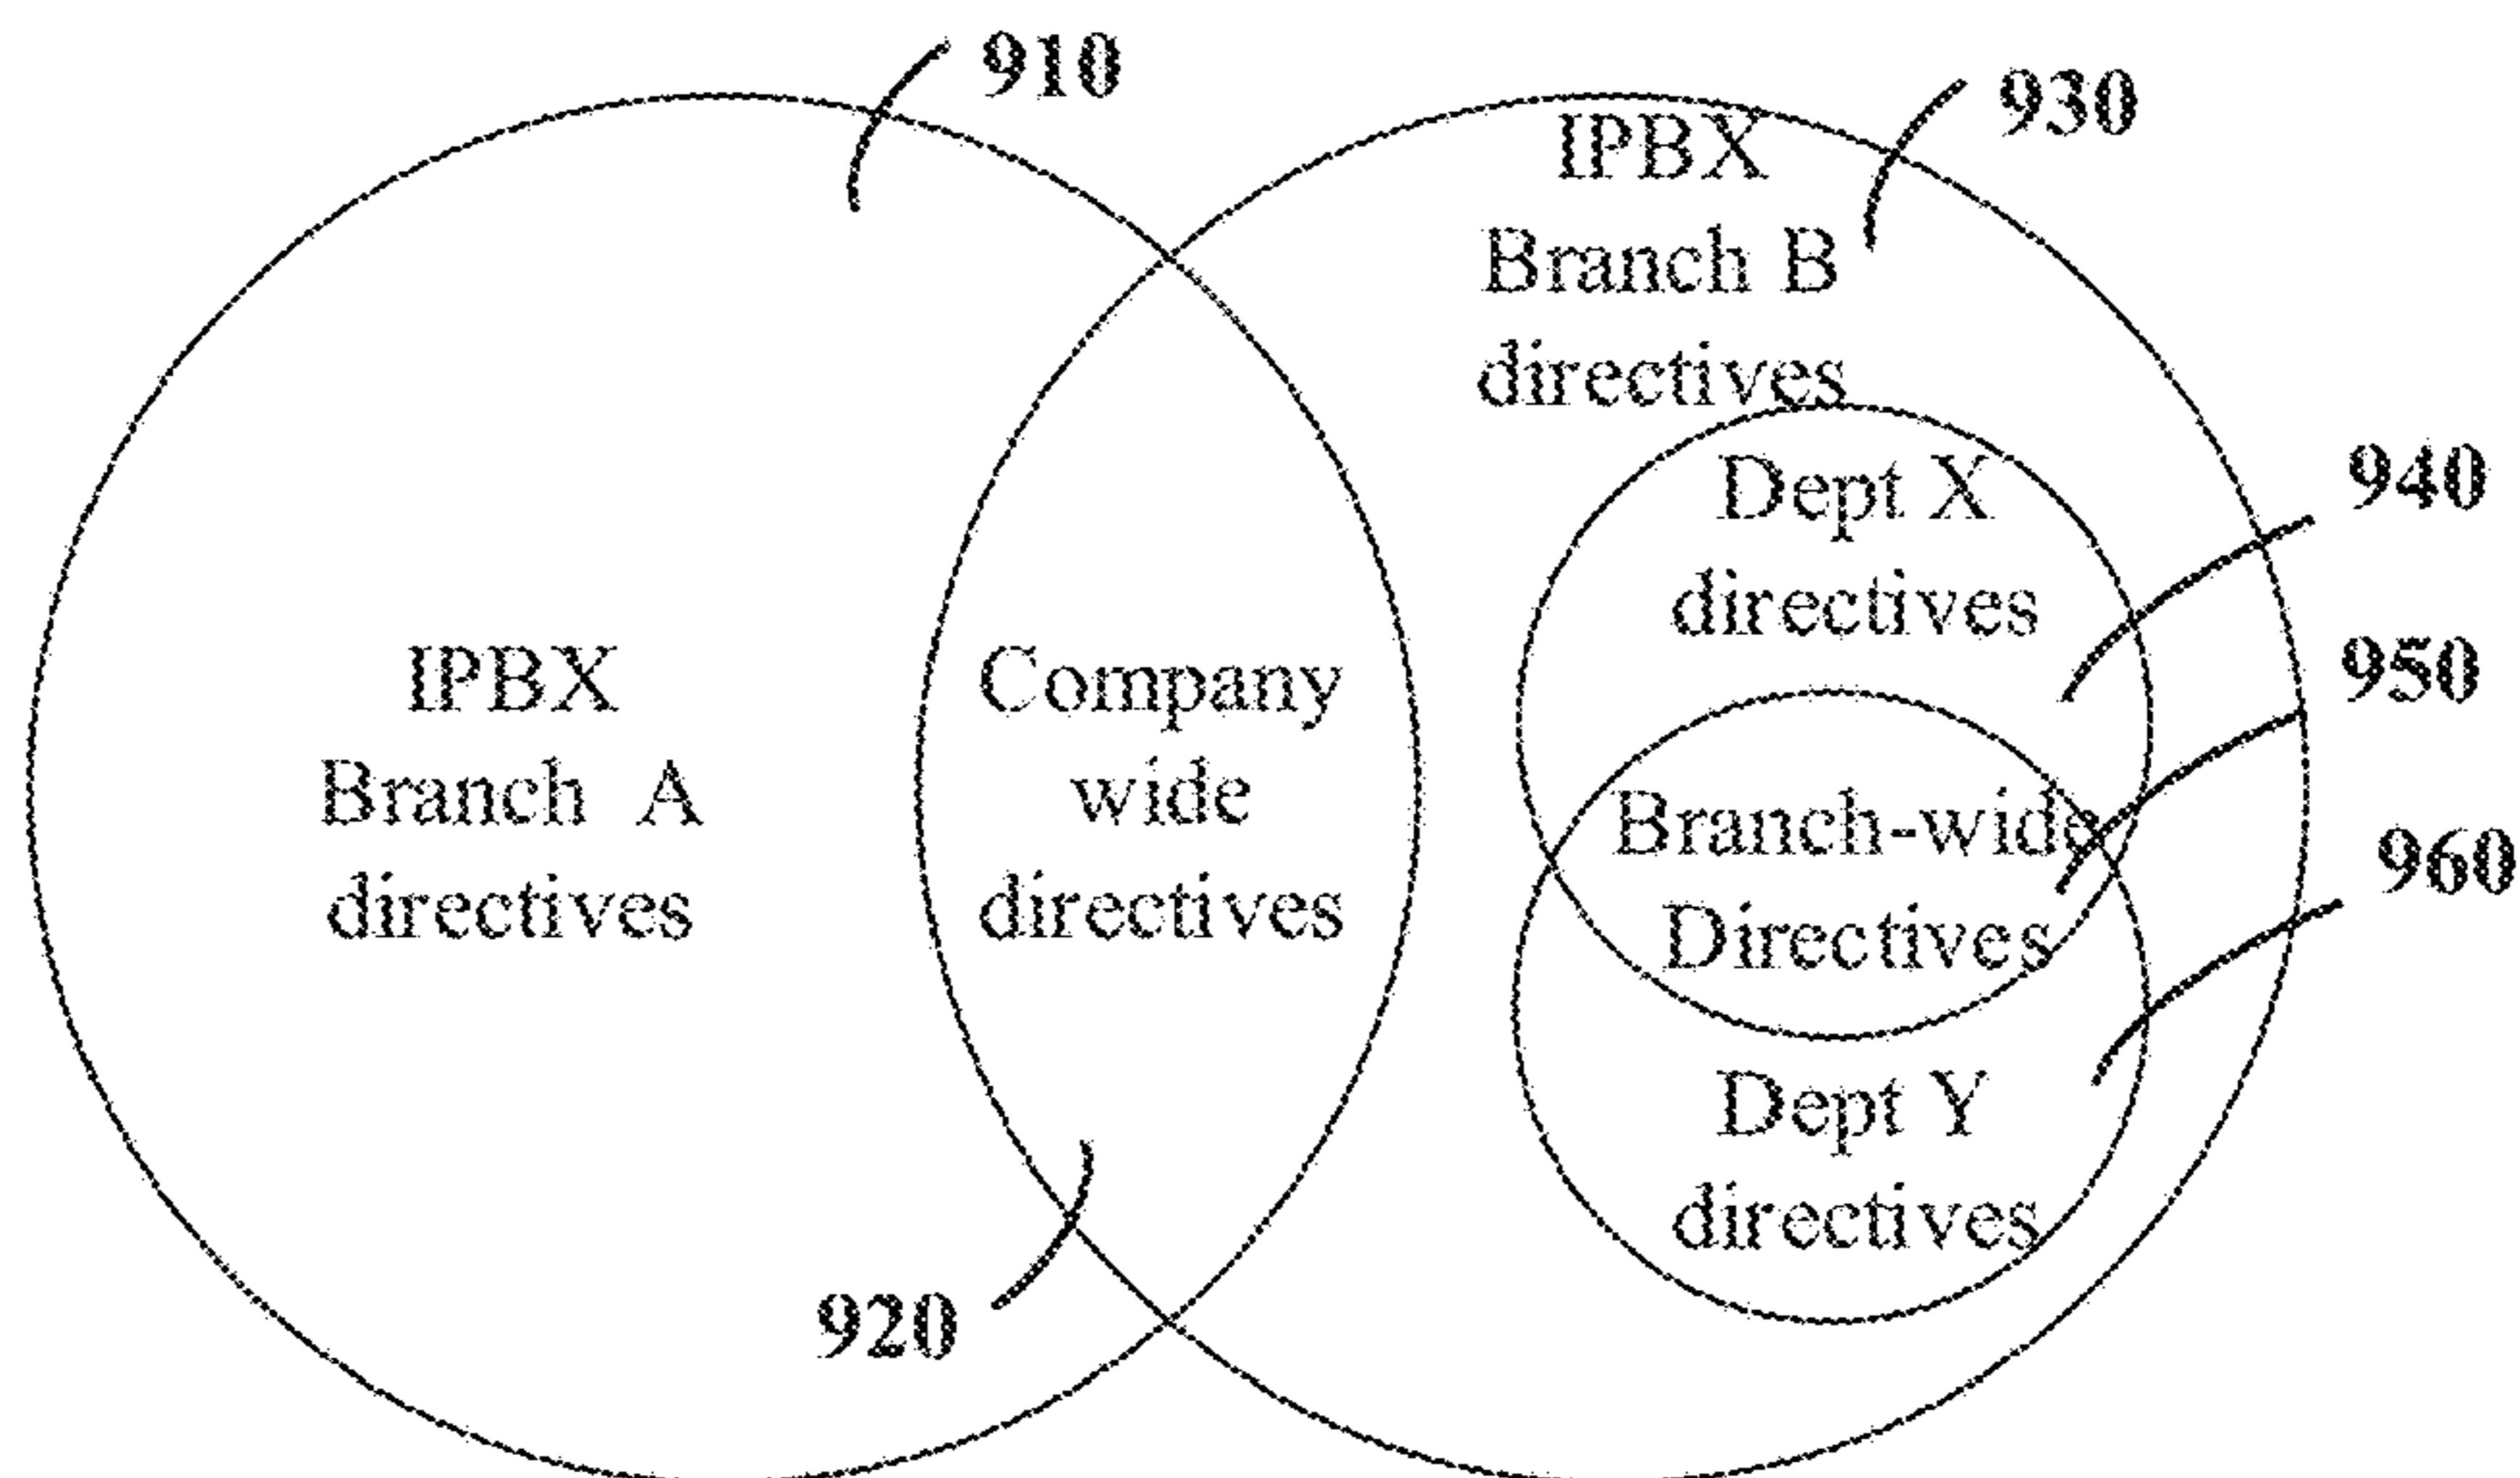 910
930
IPBX
Branch B
directives
940
Dept X
directives
950
IPBX
Branch A
directives
Company
wide
directives
Branch-wide
Directives
960
Dept Y
directives
920